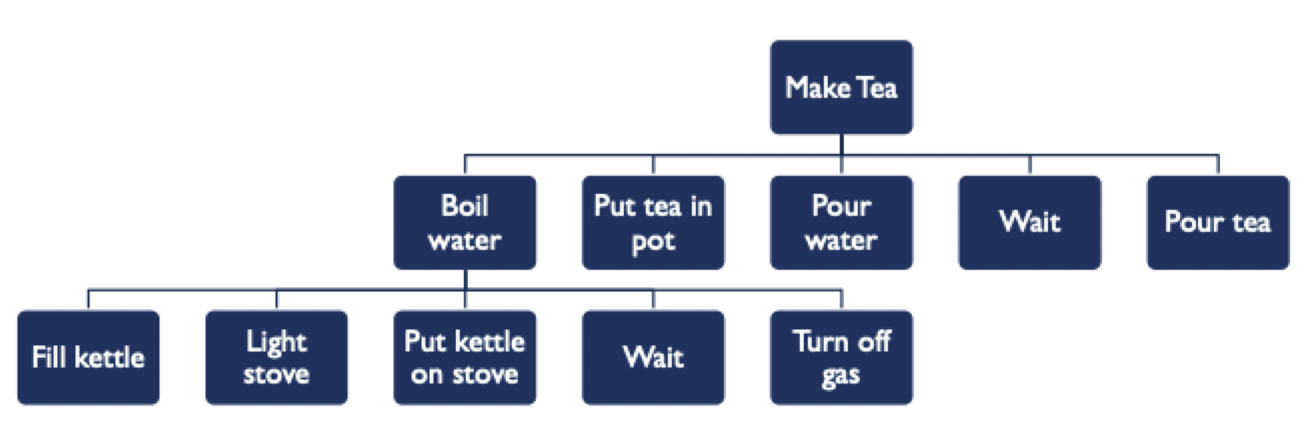 Make Tea
Boil
water
Put tea in
pot
Pour
water
Wait
Pour tea
Fill kettle
Light
stove
Put kettle
on stove
Wait
Turn off
gas